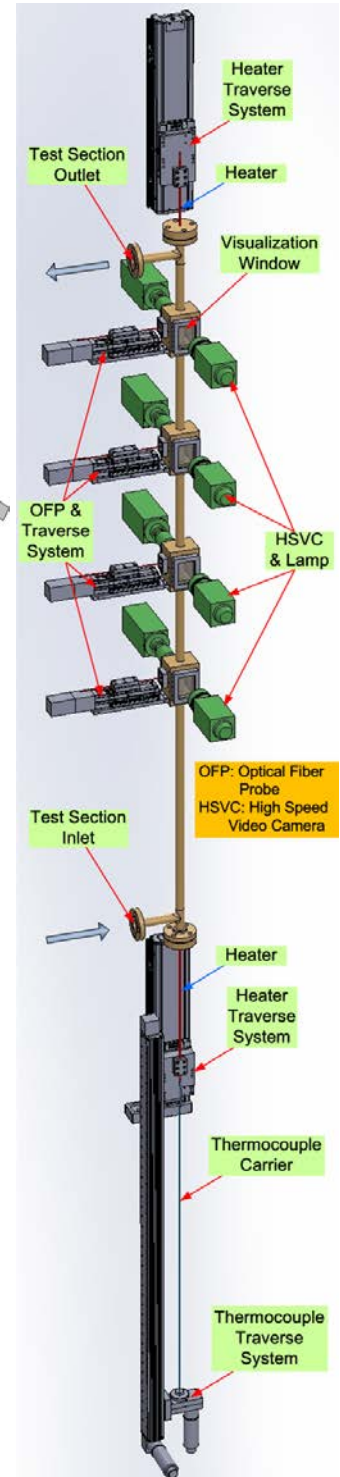 Heater
Traverse
System
Test Section
Outlet
Heater
Visualization
Window
OFP &
Traverse
System
HSVC
& Lamp
OFP: Optical Fiber
Probe
HSVC: High Speed
Video Camera
Test Section
Inlet
Heater
Heater
Traverse
System
Thermocouple
Carrier
Thermocouple
Traverse
System